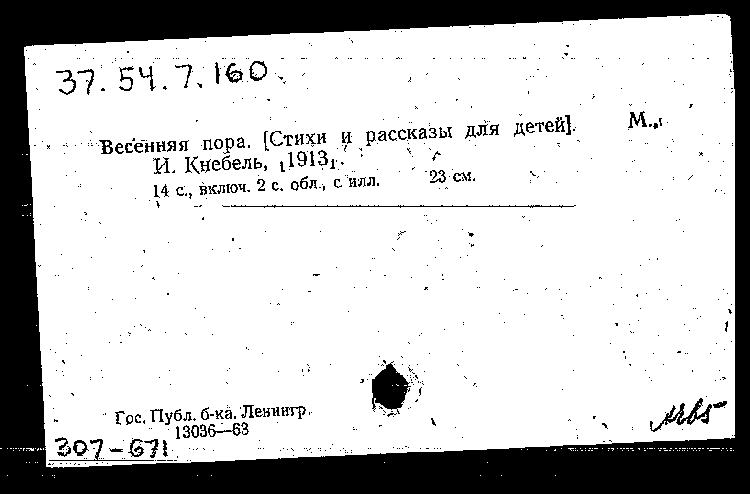 37.54.7.160
Весенняя пора. [Стихи и рассказы для детей]. М.,
И. Кнебель, [1913].
14 с., включ. 2 с. обл., с илл. 23 см.
Гос. Публ. б-ка. Ленингр.
13036—63
307-671